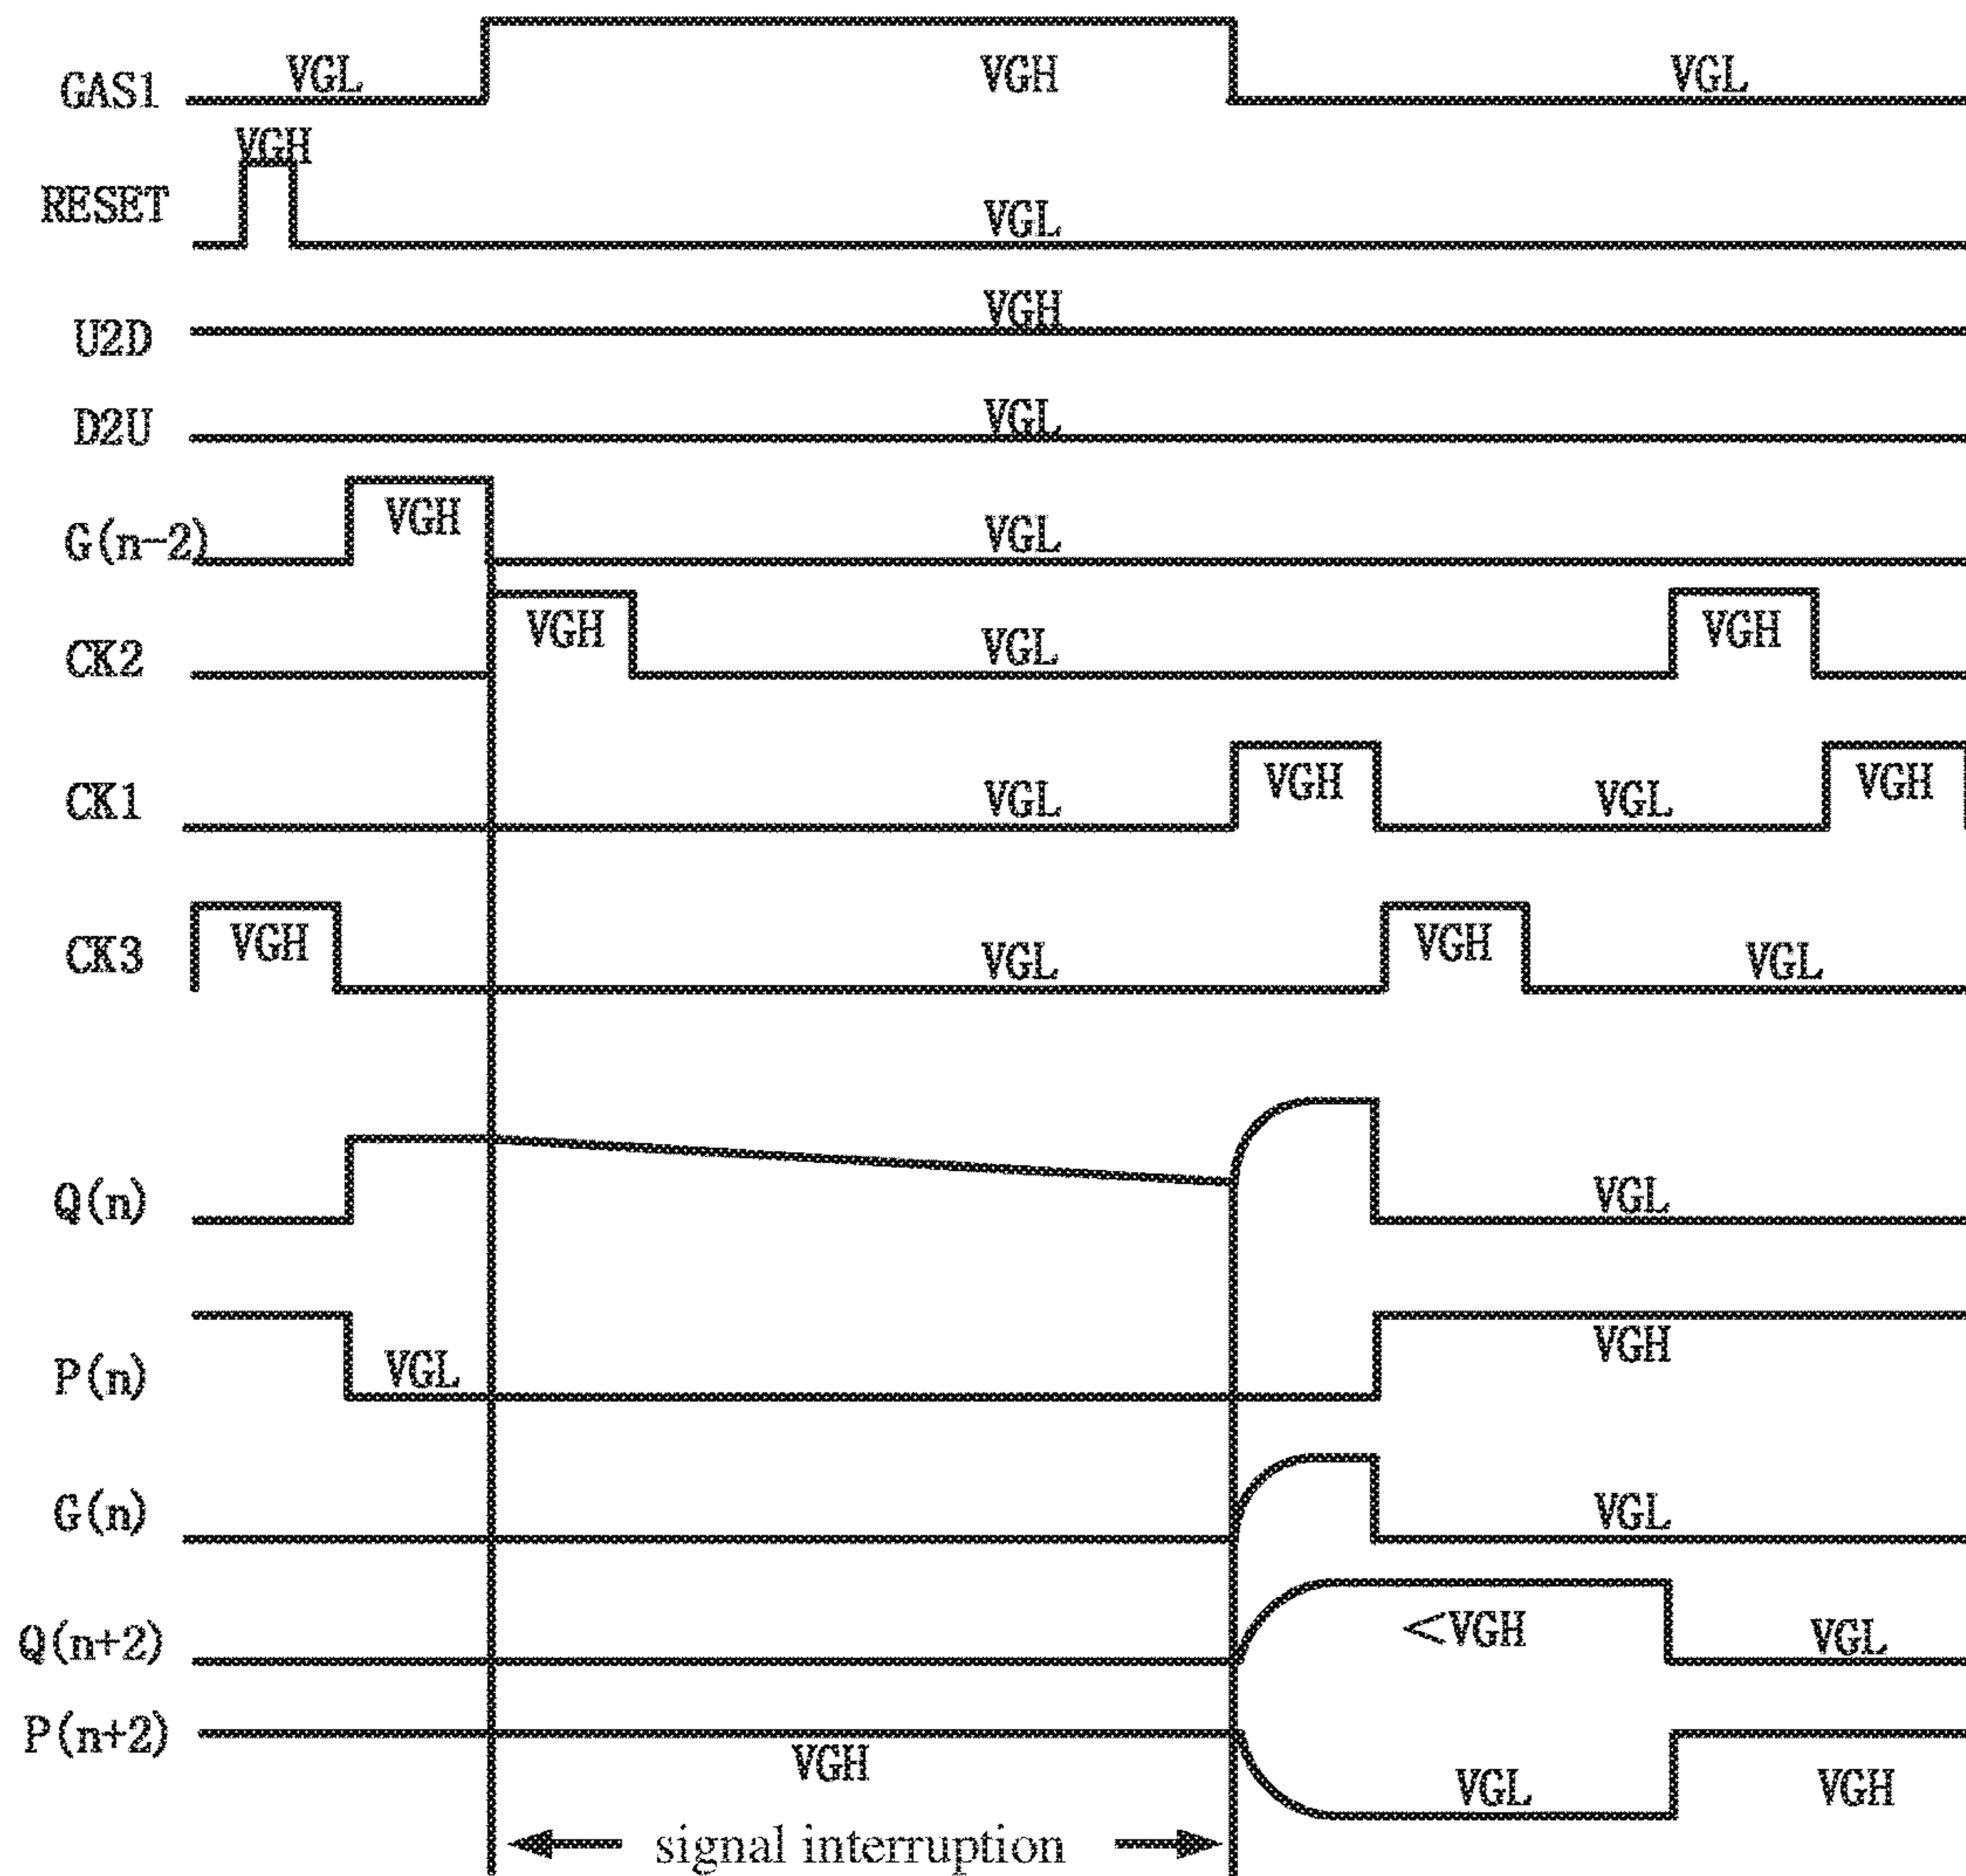 GAS1 VGL VGH VGL
VGH
RESET VGL
U2D VGH
D2U VGL
G(n-2) VGH VGL
CK2 VGH VGL VGH
CK1 VGL VGH VGL VGH
CK3 VGH VGL VGH VGL
Q(n) VGL
P(n) VGL VGH
G(n) VGL
Q(n+2) <VGH VGL
P(n+2) VGH VGL VGH
signal interruption